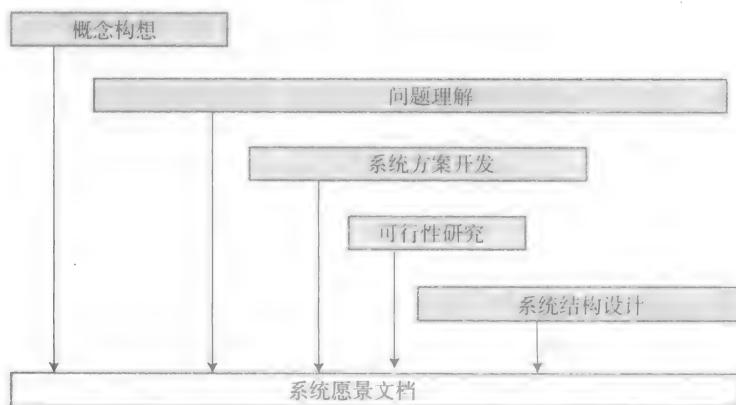 概念构想
问题理解
系统方案开发
可行性研究
系统结构设计
系统愿景文档